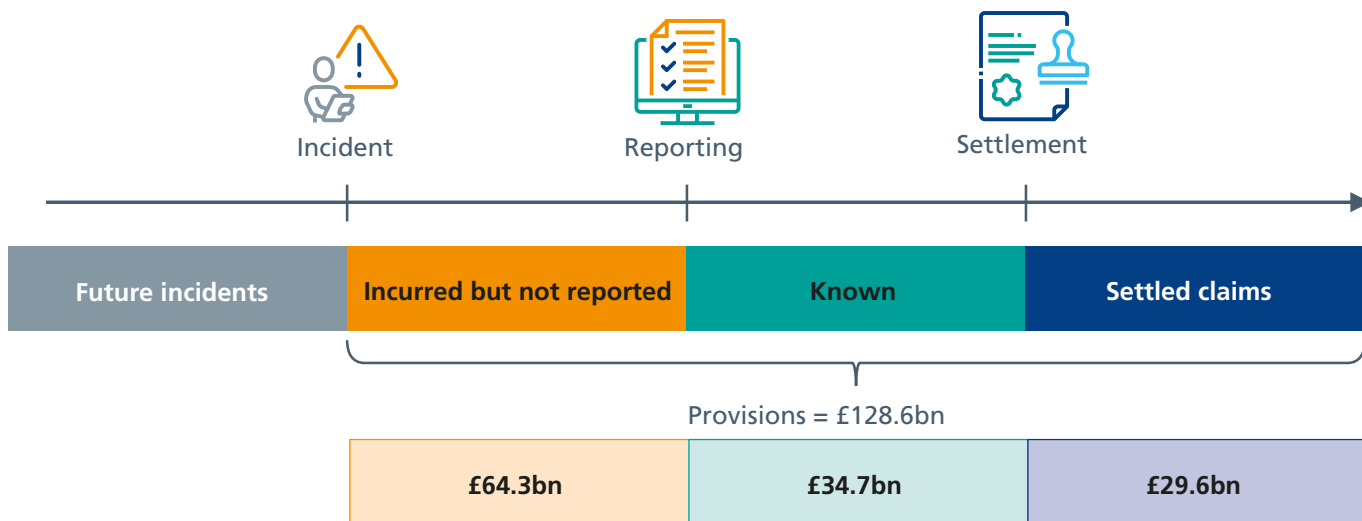 Incident
Reporting
Settlement
Future incidents
Incurred but not reported
Known
Settled claims
Provisions = £128.6bn
£64.3bn
£34.7bn
£29.6bn